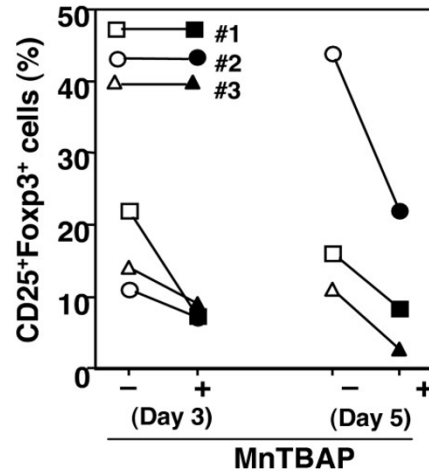 CD25+Foxp3+ cells (%)
50
40
30
20
10
0
#1
#2
#3
− + − +
(Day 3) (Day 5)
MnTBAP